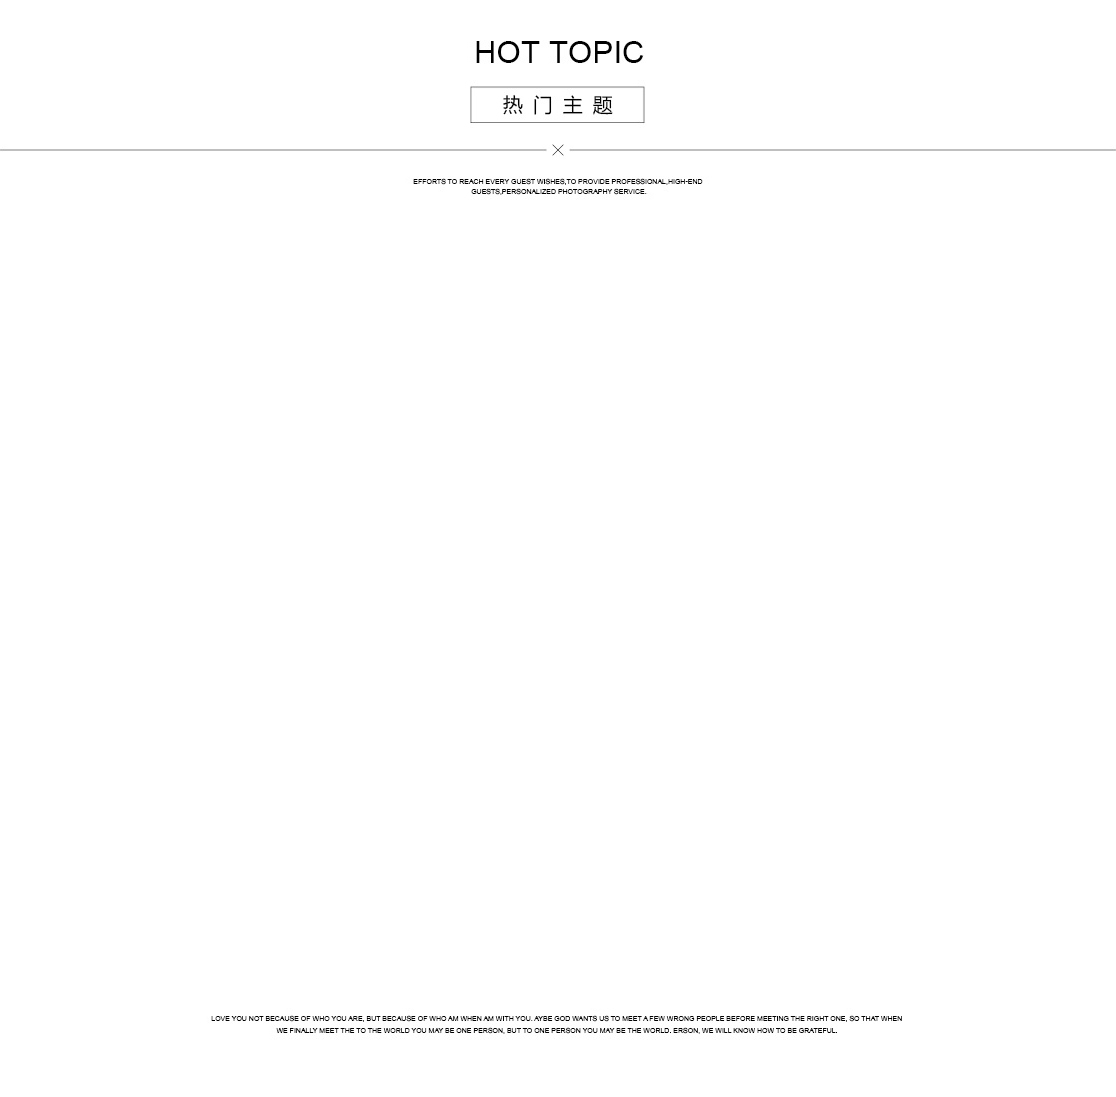 HOT TOPIC
热门主题
EFFORTS TO REACH EVERY GUEST WISHES,TO PROVIDE PROFESSIONAL,HIGH-END
GUESTS,PERSONALIZED PHOTOGRAPHY SERVICE.
LOVE YOU NOT BECAUSE OF WHO YOU ARE, BUT BECAUSE OF WHO AM WHEN AM WITH YOU. AYBE GOD WANTS US TO MEET A FEW WRONG PEOPLE BEFORE MEETING THE RIGHT ONE, SO THAT WHEN
WE FINALLY MEET THE TO THE WORLD YOU MAY BE ONE PERSON, BUT TO ONE PERSON YOU MAY BE THE WORLD. ERSON, WE WILL KNOW HOW TO BE GRATEFUL.